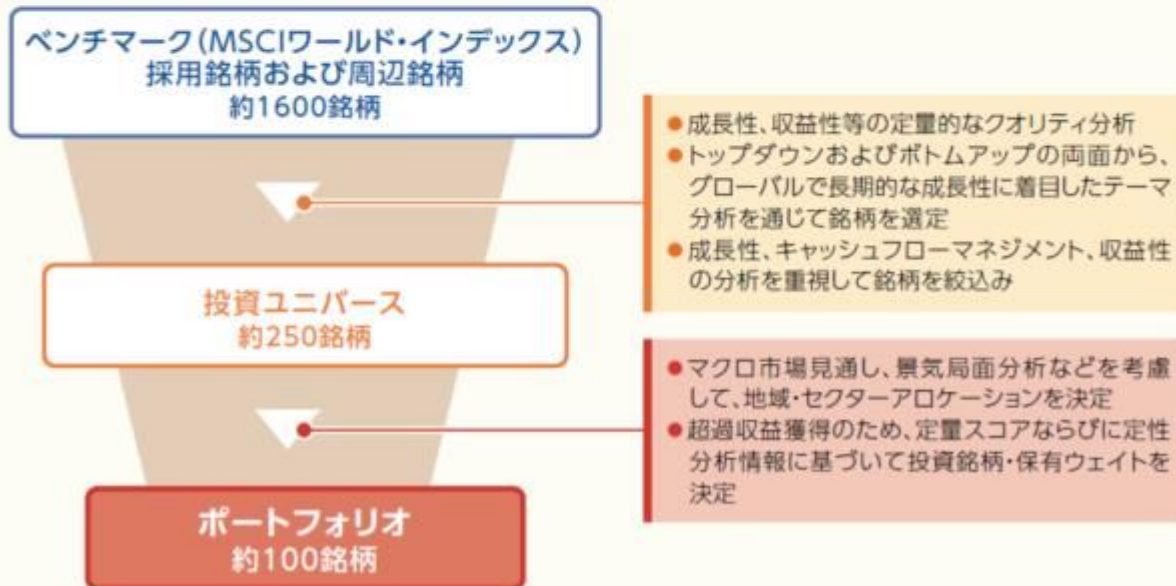 ベンチマーク（MSCIワールド・インデックス）
採用銘柄および周辺銘柄
約1600銘柄
●成長性、収益性等の定量的なクオリティ分析
●トップダウンおよびボトムアップの両面から、
グローバルで長期的な成長性に着目したテーマ
分析を通じて銘柄を選定
●成長性、キャッシュフローマネジメント、収益性
の分析を重視して銘柄を絞込み
投資ユニバース
約250銘柄
●マクロ市場見通し、景気局面分析などを考慮
して、地域・セクターアロケーションを決定
●超過収益獲得のため、定量スコアならびに定性
分析情報に基づいて投資銘柄・保有ウェイトを
決定
ポートフォリオ
約100銘柄